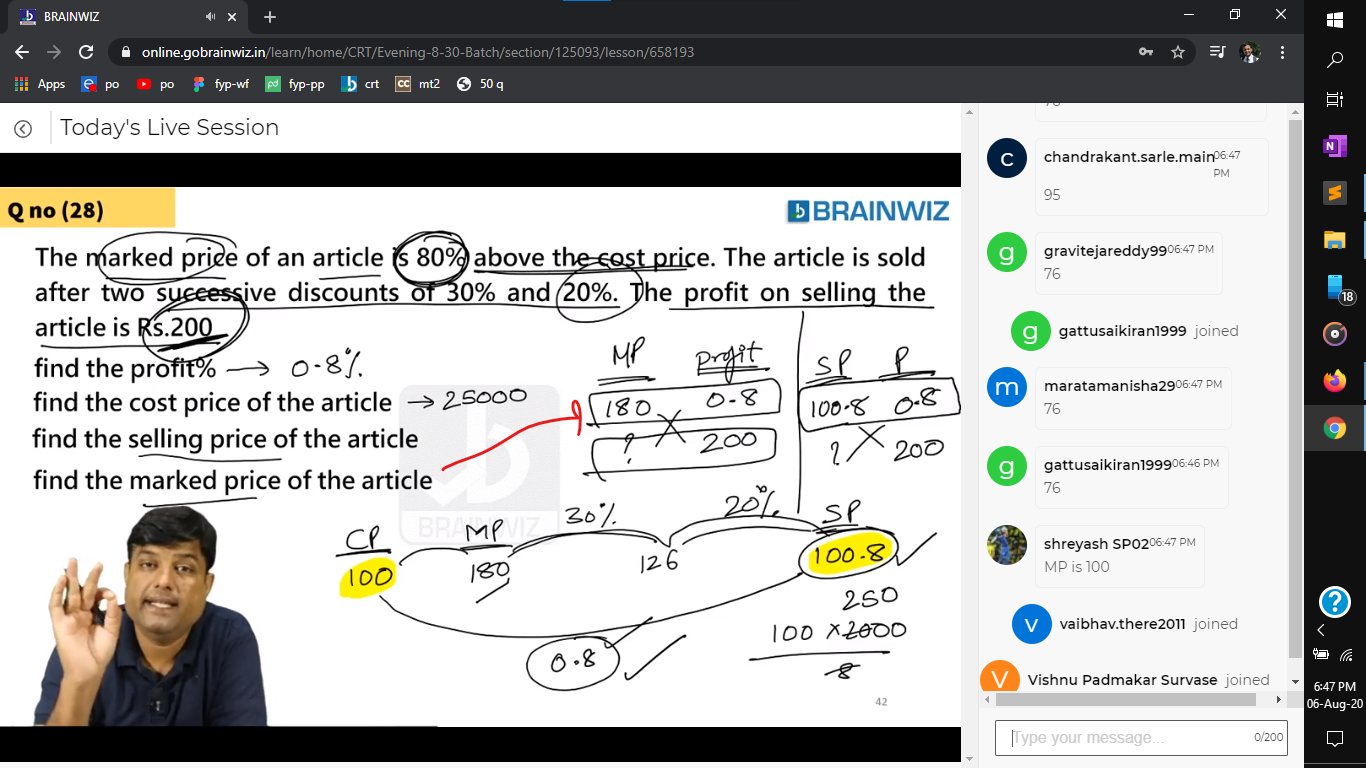 BRAINWIZ
online.gobrainwiz.in/learn/home/CRT/Evening-8-30-Batch/section/125093/lesson/658193
Apps po po fyp-wf fyp-pp crt mt2 50 q
Today's Live Session
Q no (28)
BRAINWIZ
The marked price of an article is 80% above the cost price. The article is sold
after two successive discounts of 30% and 20%. The profit on selling the
article is Rs.200
find the profit% → 0.8%
find the cost price of the article → 25000
find the selling price of the article
find the marked price of the article
MP Profit
180 0.8
? 200
SP P
100.8 0.8
? 200
BRAINWIZ
CP MP 30% 20% SP
100 180 126 100.8
0.8
250
100 × 2000
8
42
76
chandrakant.sarle.main 06:47 PM
95
gravitejareddy99 06:47 PM
76
gattusaikiran1999 joined
maratamanisha29 06:47 PM
76
gattusaikiran1999 06:46 PM
76
shreyash SP02 06:47 PM
MP is 100
vaibhav.there2011 joined
Vishnu Padmakar Survase joined
Type your message... 0/200
18
6:47 PM
06-Aug-20